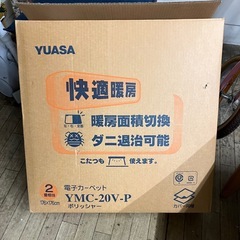 YUASA
快適暖房
暖房面積切換
ダニ退治可能
こたつも
使えます。
2
電子カーペット
YMC-20V-P
ポリッシャー
176×176cm